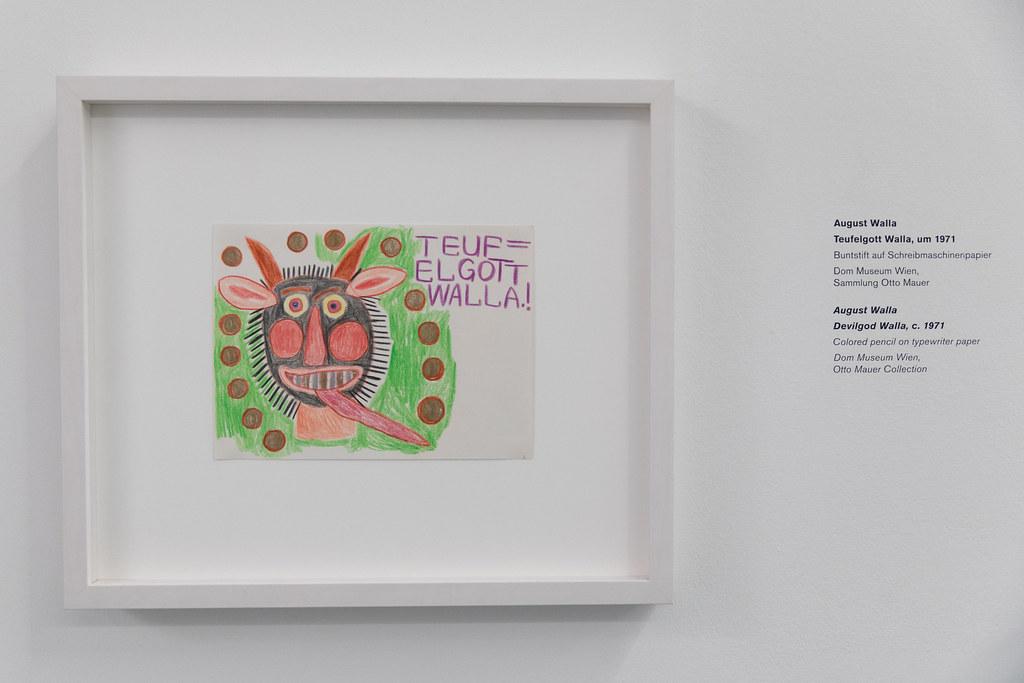 TEUF=
ELGOTT
WALLA.!
August Walla
Teufelgott Walla, um 1971
Buntstift auf Schreibmaschinenpapier
Dom Museum Wien,
Sammlung Otto Mauer
August Walla
Devilgod Walla, c. 1971
Colored pencil on typewriter paper
Dom Museum Wien,
Otto Mauer Collection